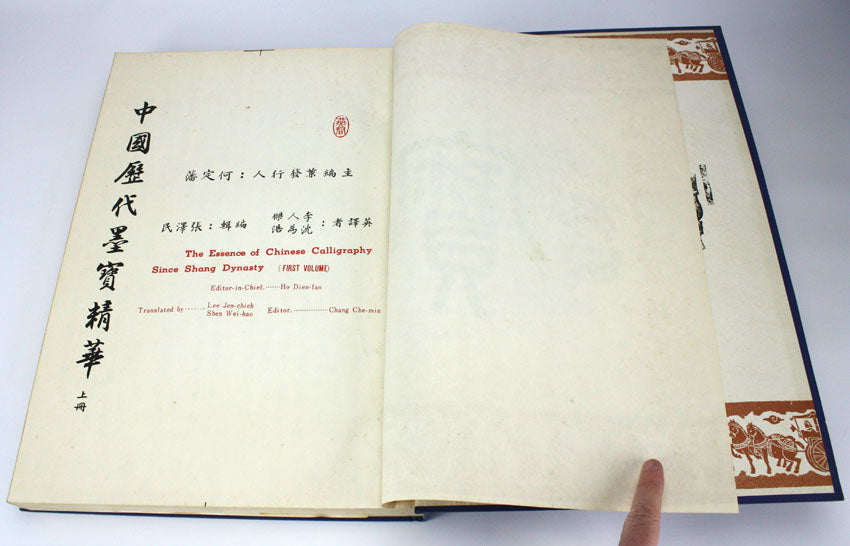 中國歷代墨寶精華
上冊
主編兼發行人:何定藩
英譯者:李人傑
沈為浩
編輯:張澤民
The Essence of Chinese Calligraphy
Since Shang Dynasty (FIRST VOLUME)
Editor-in-Chief.······Ho Dien-fan
Translated by·······Lee Jen-chieh
Shen Wei-hao
Editor.·················Chang Che-min